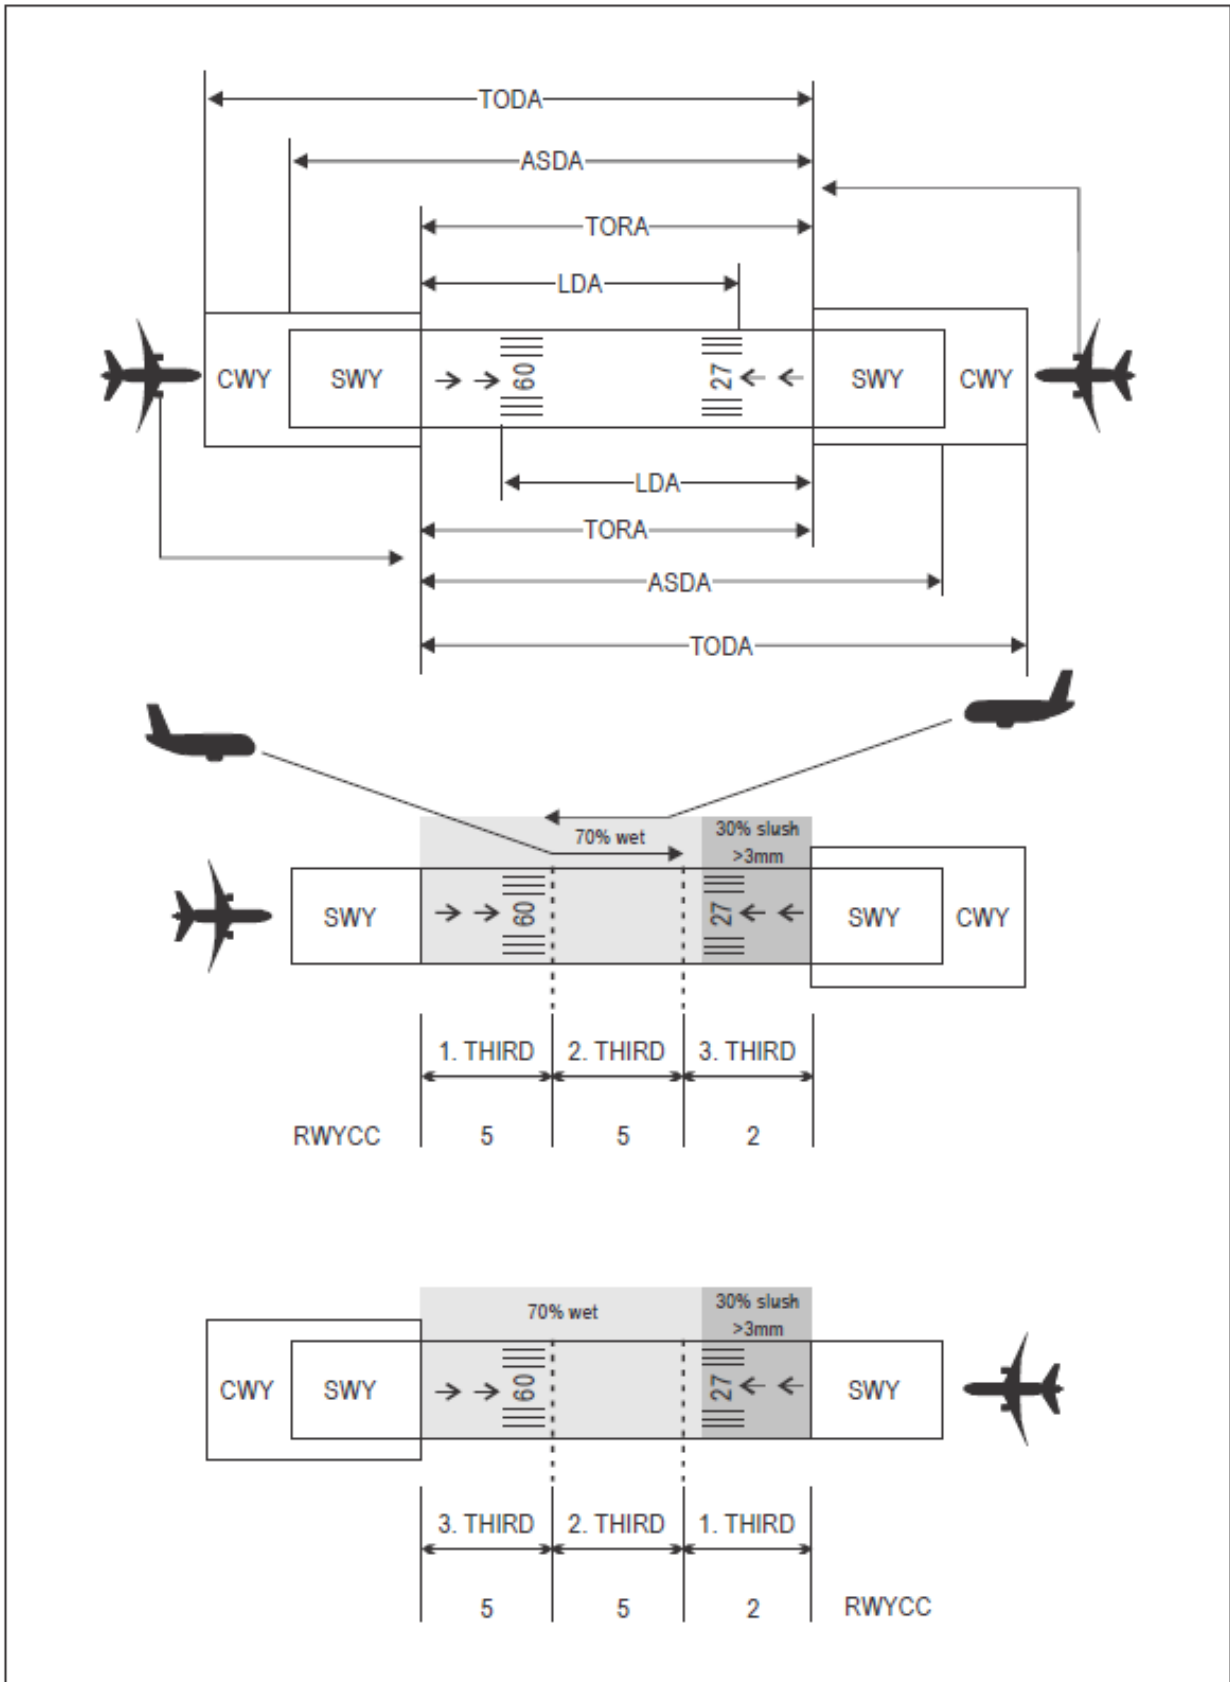 TODA
ASDA
TORA
LDA
CWY SWY 09 27 SWY CWY
LDA
TORA
ASDA
TODA
70% wet
30% slush
>3mm
SWY 09 27 SWY CWY
1. THIRD 2. THIRD 3. THIRD
RWYCC 5 5 2
70% wet
30% slush
>3mm
CWY SWY 09 27 SWY
3. THIRD 2. THIRD 1. THIRD
5 5 2 RWYCC